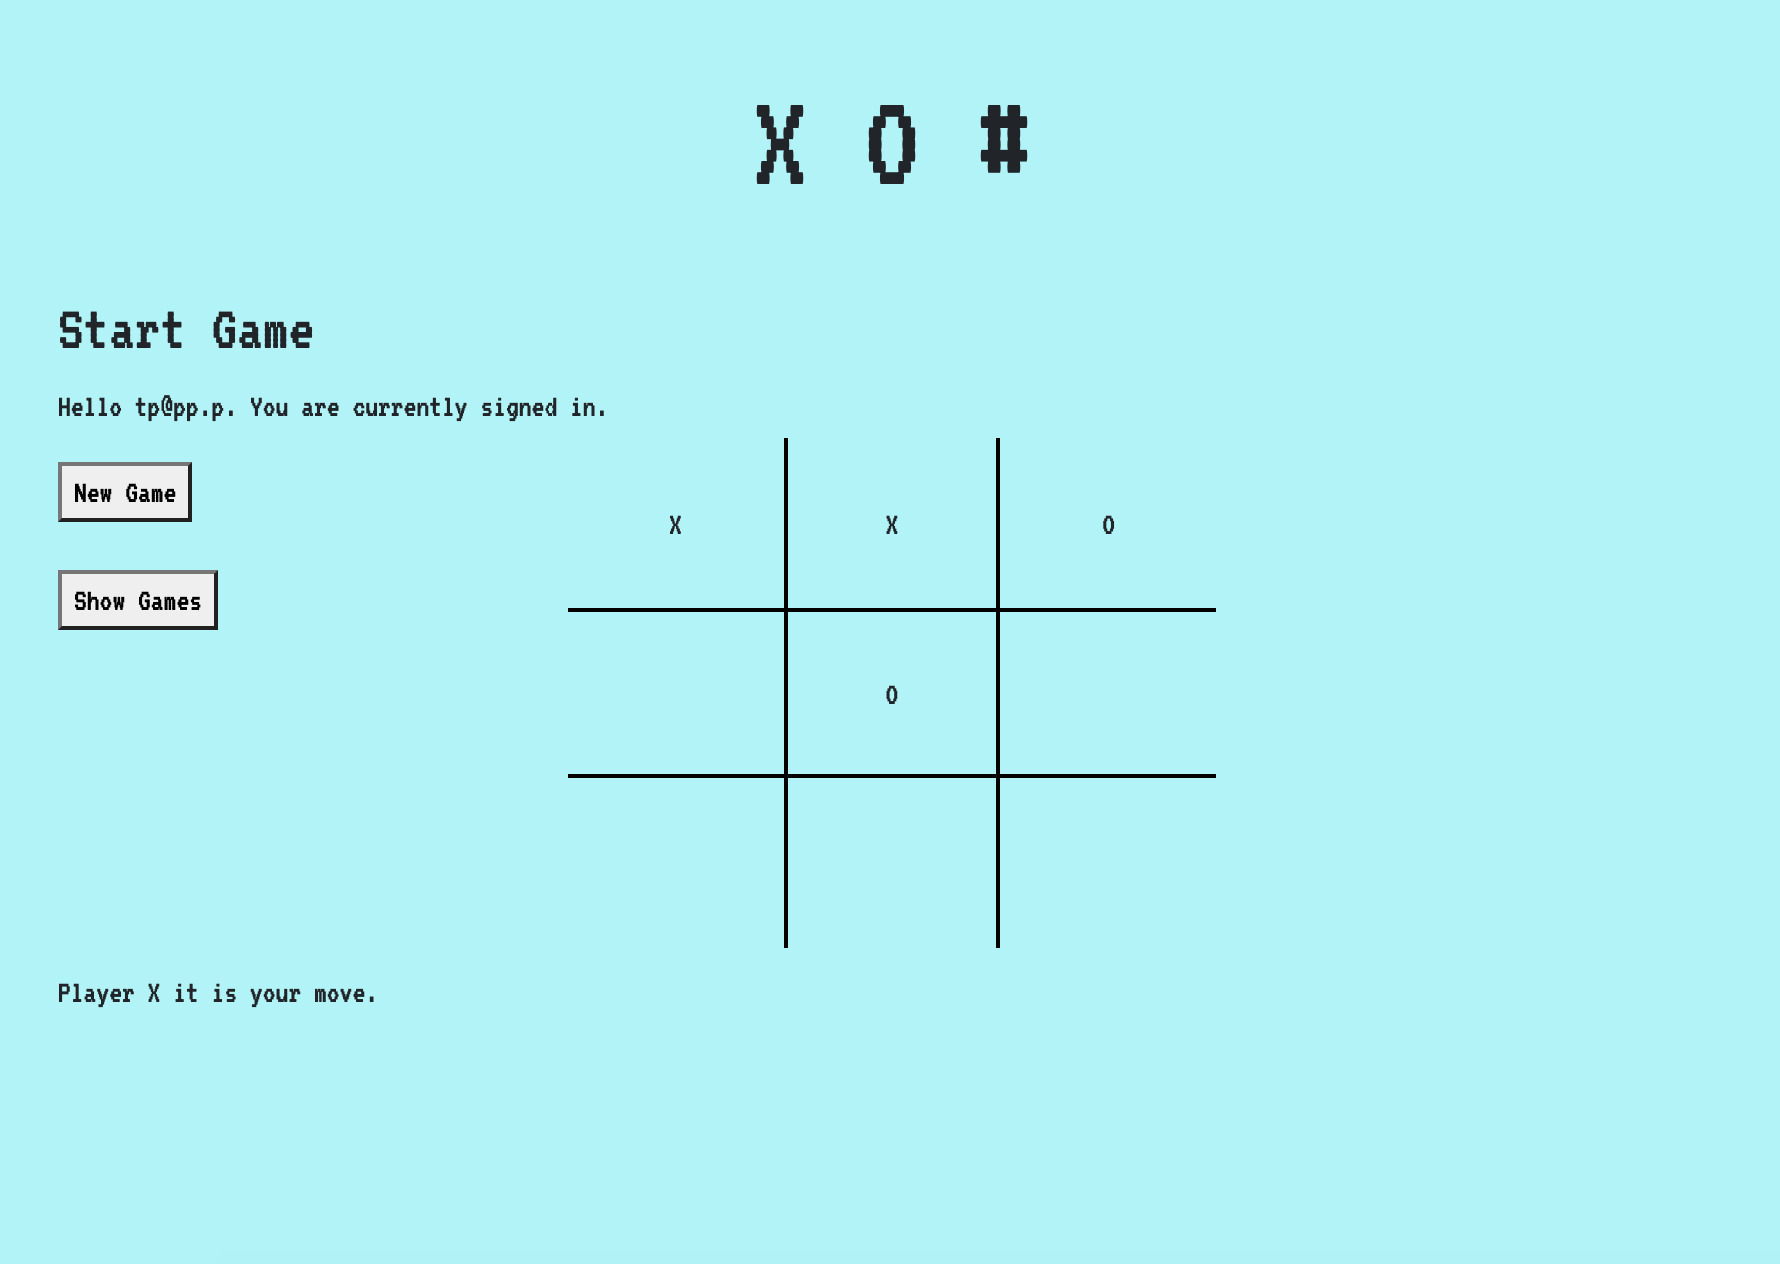 X O #
Start Game
Hello tp@pp.p. You are currently signed in.
New Game
Show Games
X X O
O
Player X it is your move.